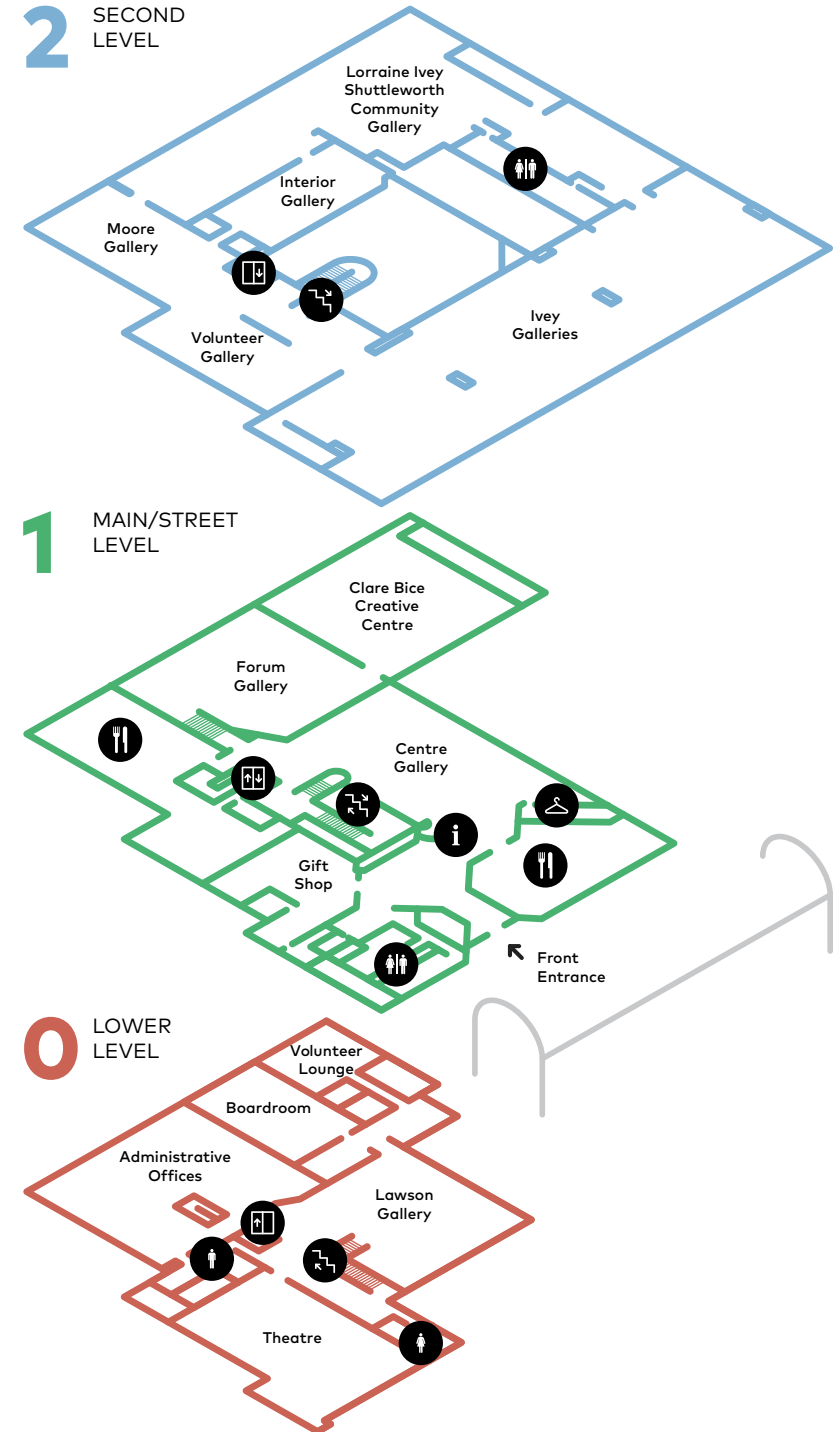 2
SECOND
LEVEL
Lorraine Ivey
Shuttleworth
Community
Gallery
Interior
Gallery
Moore
Gallery
Volunteer
Gallery
Ivey
Galleries
1
MAIN/STREET
LEVEL
Clare Bice
Creative
Centre
Forum
Gallery
Centre
Gallery
i
Gift
Shop
Front
Entrance
0
LOWER
LEVEL
Volunteer
Lounge
Boardroom
Administrative
Offices
Lawson
Gallery
Theatre